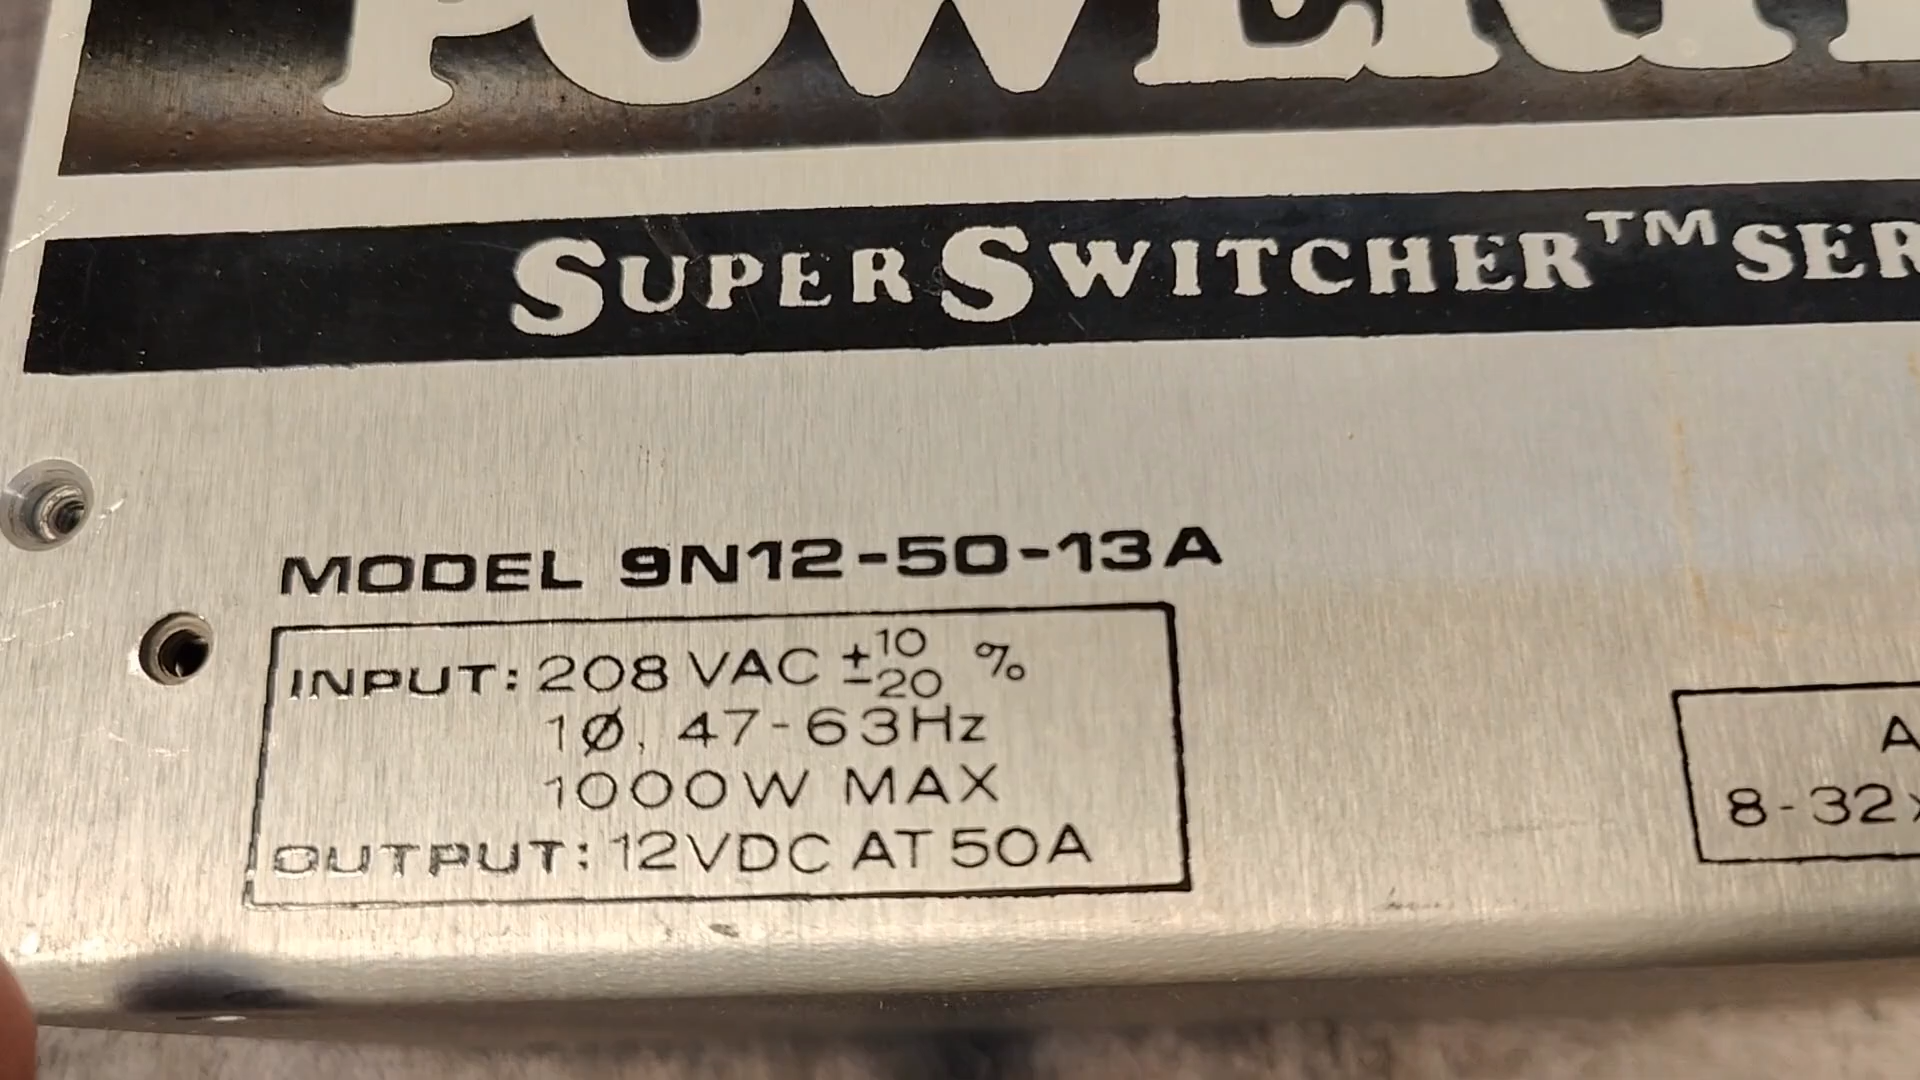 SUPERSWITCHER™ SER
MODEL 9N12-50-13A
INPUT: 208 VAC +10 -20 %
1Ø, 47-63Hz
1000W MAX
OUTPUT: 12VDC AT 50A
A
8-32